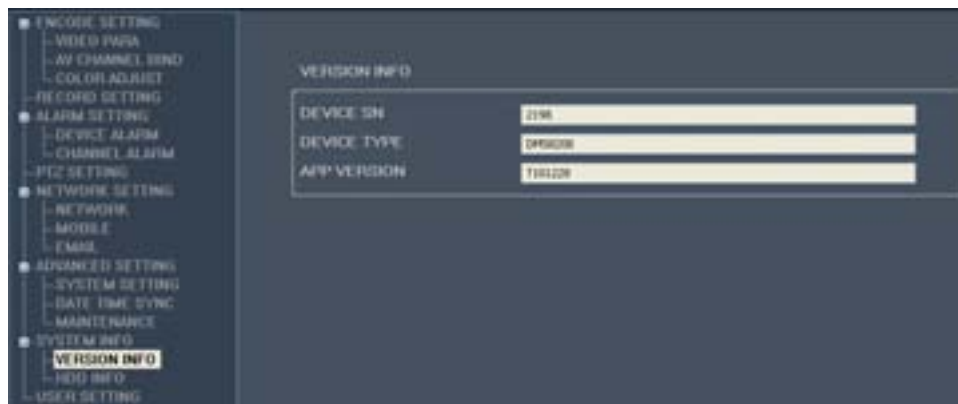 ENCODE SETTING
VIDEO PARA
AV CHANNEL BIND
COLOR ADJUST
RECORD SETTING
ALARM SETTING
DEVICE ALARM
CHANNEL ALARM
PTZ SETTING
NETWORK SETTING
NETWORK
MOBILE
EMAIL
ADVANCED SETTING
SYSTEM SETTING
DATE TIME SYNC
MAINTENANCE
SYSTEM INFO
VERSION INFO
HDD INFO
USER SETTING
VERSION INFO
DEVICE SN 2198
DEVICE TYPE
APP VERSION T101228